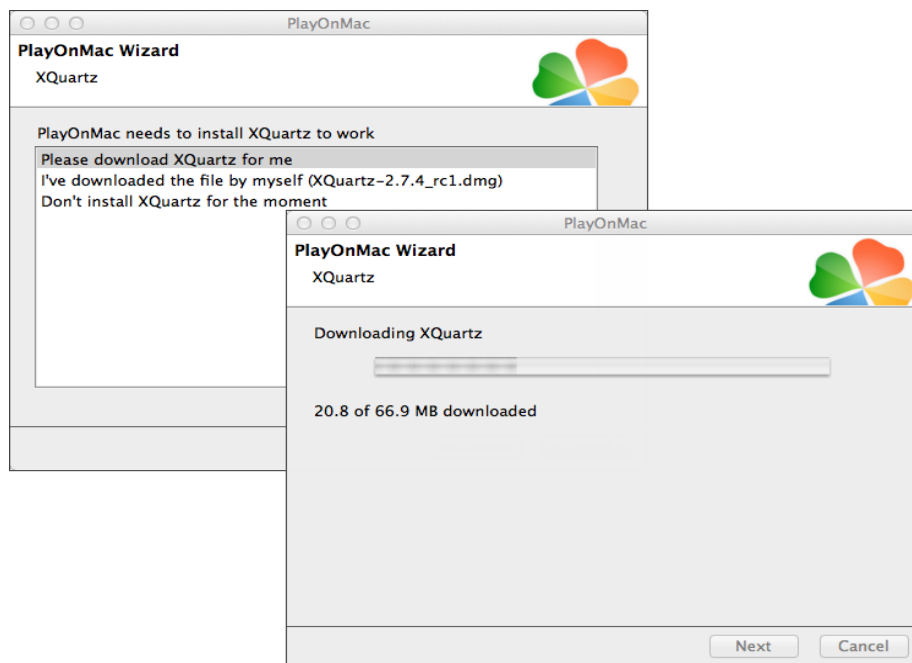 PlayOnMac
PlayOnMac Wizard
XQuartz
PlayOnMac needs to install XQuartz to work
Please download XQuartz for me
I've downloaded the file by myself (XQuartz-2.7.4_rc1.dmg)
Don't install XQuartz for the moment
PlayOnMac
PlayOnMac Wizard
XQuartz
Downloading XQuartz
20.8 of 66.9 MB downloaded
Next Cancel